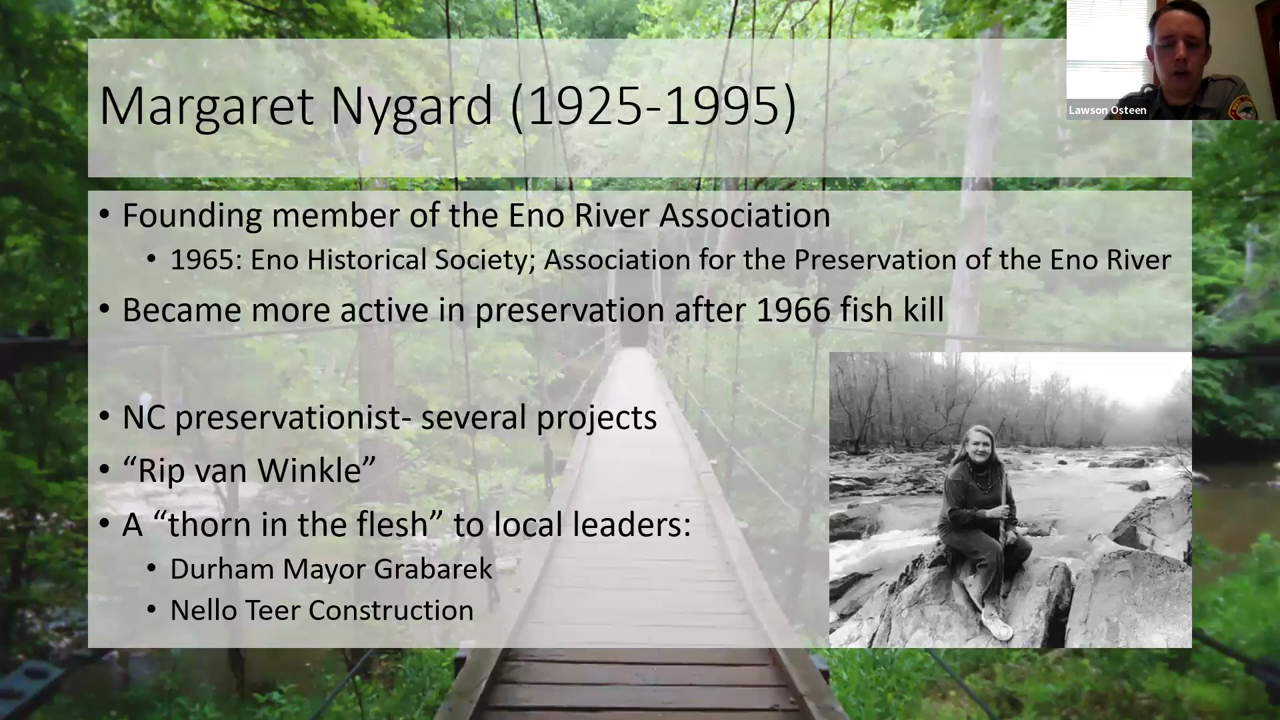 Margaret Nygard (1925-1995)
Lawson Osteen
• Founding member of the Eno River Association
• 1965: Eno Historical Society; Association for the Preservation of the Eno River
• Became more active in preservation after 1966 fish kill
• NC preservationist- several projects
• “Rip van Winkle”
• A “thorn in the flesh” to local leaders:
• Durham Mayor Grabarek
• Nello Teer Construction